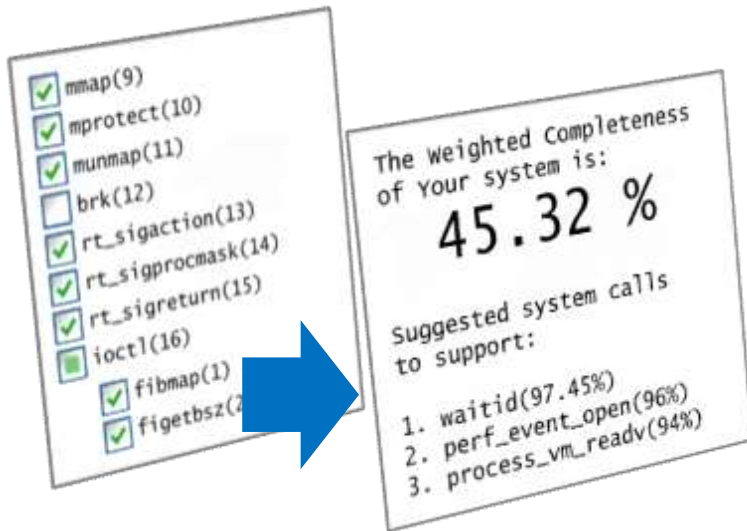 mmap(9)
mprotect(10)
munmap(11)
brk(12)
rt_sigaction(13)
rt_sigprocmask(14)
rt_sigreturn(15)
ioctl(16)
fibmap(1)
figetbsz(2
The Weighted Completeness
of Your system is:
45.32 %
Suggested system calls
to support:
1. waitid(97.45%)
2. perf_event_open(96%)
3. process_vm_readv(94%)